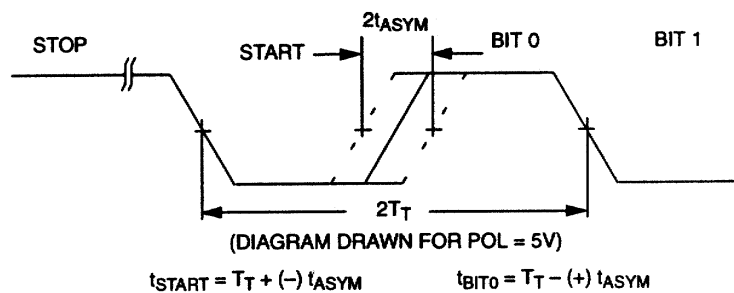 2tASYM
STOP START BIT 0 BIT 1
2TT
(DIAGRAM DRAWN FOR POL = 5V)
tSTART = TT + (–) tASYM tBIT0 = TT – (+) tASYM